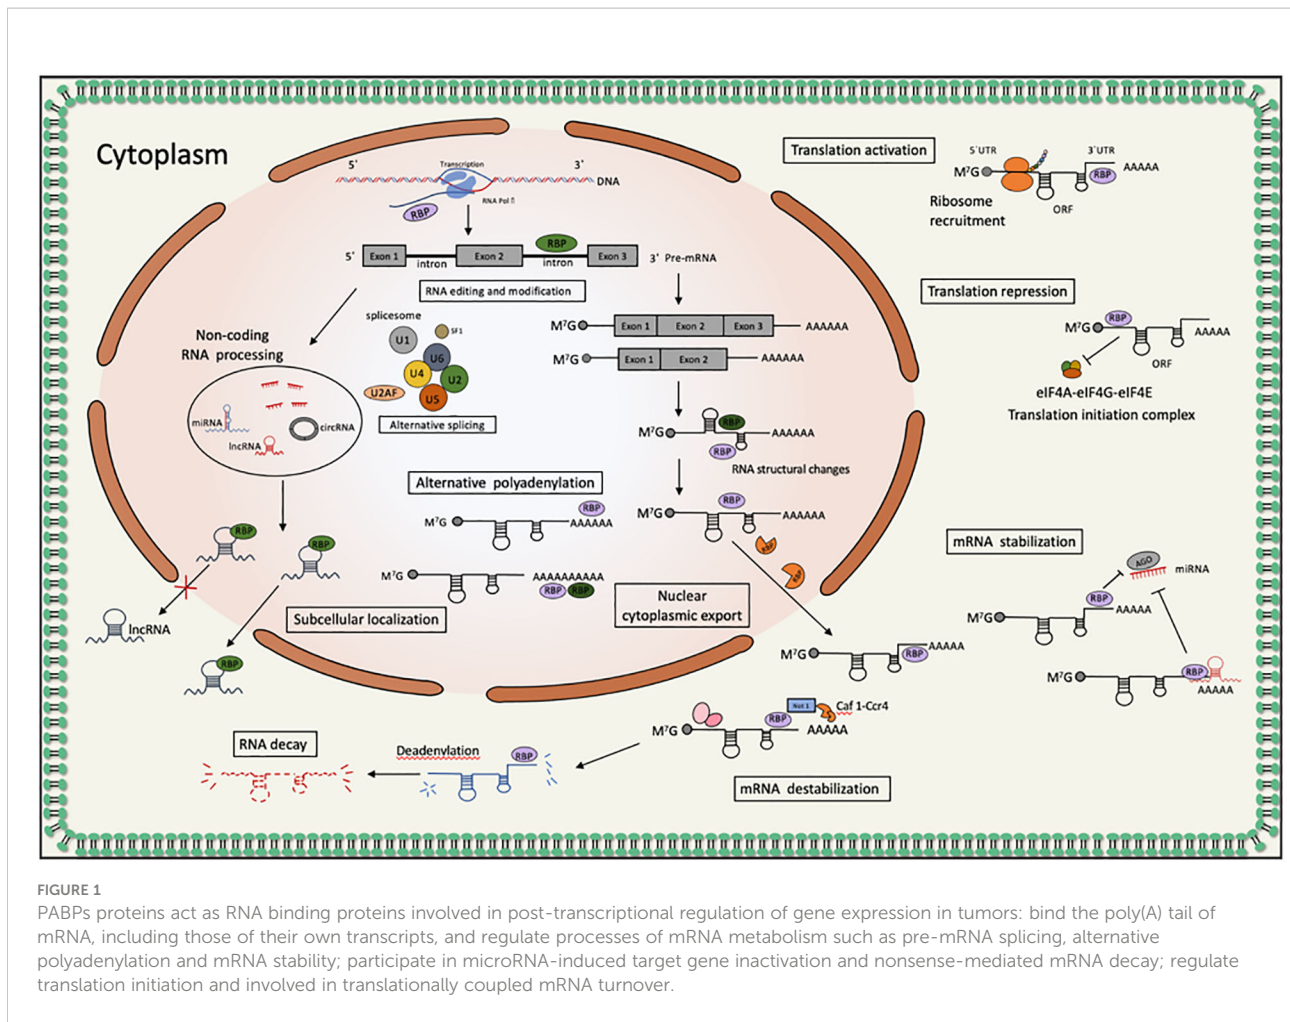 Cytoplasm
5' 3'
Transcription
DNA
RNA Pol II
RBP
5' Exon 1 intron Exon 2 RBP intron Exon 3 3' Pre-mRNA
RNA editing and modification
splicesome
SF1
U1
U6
U4
U2
U5
U2AF
Alternative splicing
Non-coding
RNA processing
miRNA
circRNA
lncRNA
M⁷G Exon 1 Exon 2 Exon 3 AAAAAA
M⁷G Exon 1 Exon 2 AAAAAA
M⁷G RBP AAAAAA
RBP
RNA structural changes
RBP
M⁷G AAAAAA
RBP
RBP
Alternative polyadenylation
RBP
M⁷G AAAAAA
M⁷G AAAAAAAAAA
RBP RBP
Nuclear
cytoplasmic export
RBP
RBP
lncRNA
RBP
Subcellular localization
M⁷G AAAAA
RBP
Not 1 Caf 1-Ccr4
RBP
M⁷G AAAAA
mRNA destabilization
RNA decay
Deadenylation
RBP
Translation activation
5'UTR 3'UTR
M⁷G AAAAA
RBP
Ribosome
recruitment
ORF
Translation repression
RBP
M⁷G AAAAA
ORF
eIF4A-eIF4G-eIF4E
Translation initiation complex
mRNA stabilization
AGO
miRNA
RBP
M⁷G AAAAA
RBP
M⁷G AAAAA
FIGURE 1
PABPs proteins act as RNA binding proteins involved in post-transcriptional regulation of gene expression in tumors: bind the poly(A) tail of
mRNA, including those of their own transcripts, and regulate processes of mRNA metabolism such as pre-mRNA splicing, alternative
polyadenylation and mRNA stability; participate in microRNA-induced target gene inactivation and nonsense-mediated mRNA decay; regulate
translation initiation and involved in translationally coupled mRNA turnover.